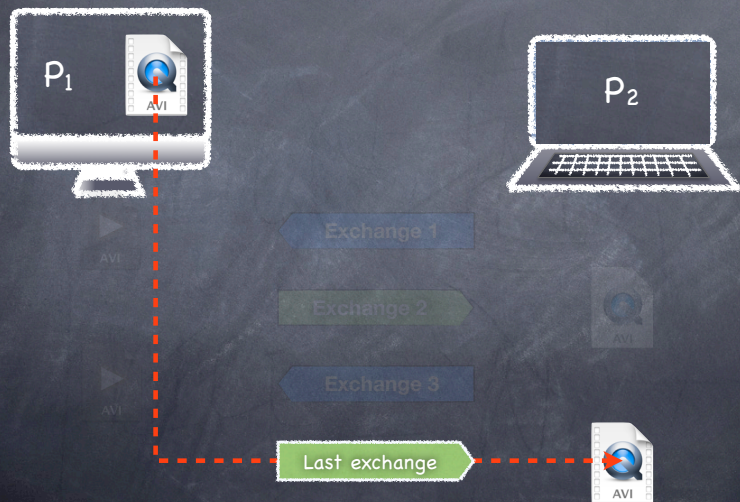 P1
AVI
P2
Exchange 1
AVI
Exchange 2
AVI
Exchange 3
AVI
Last exchange
AVI